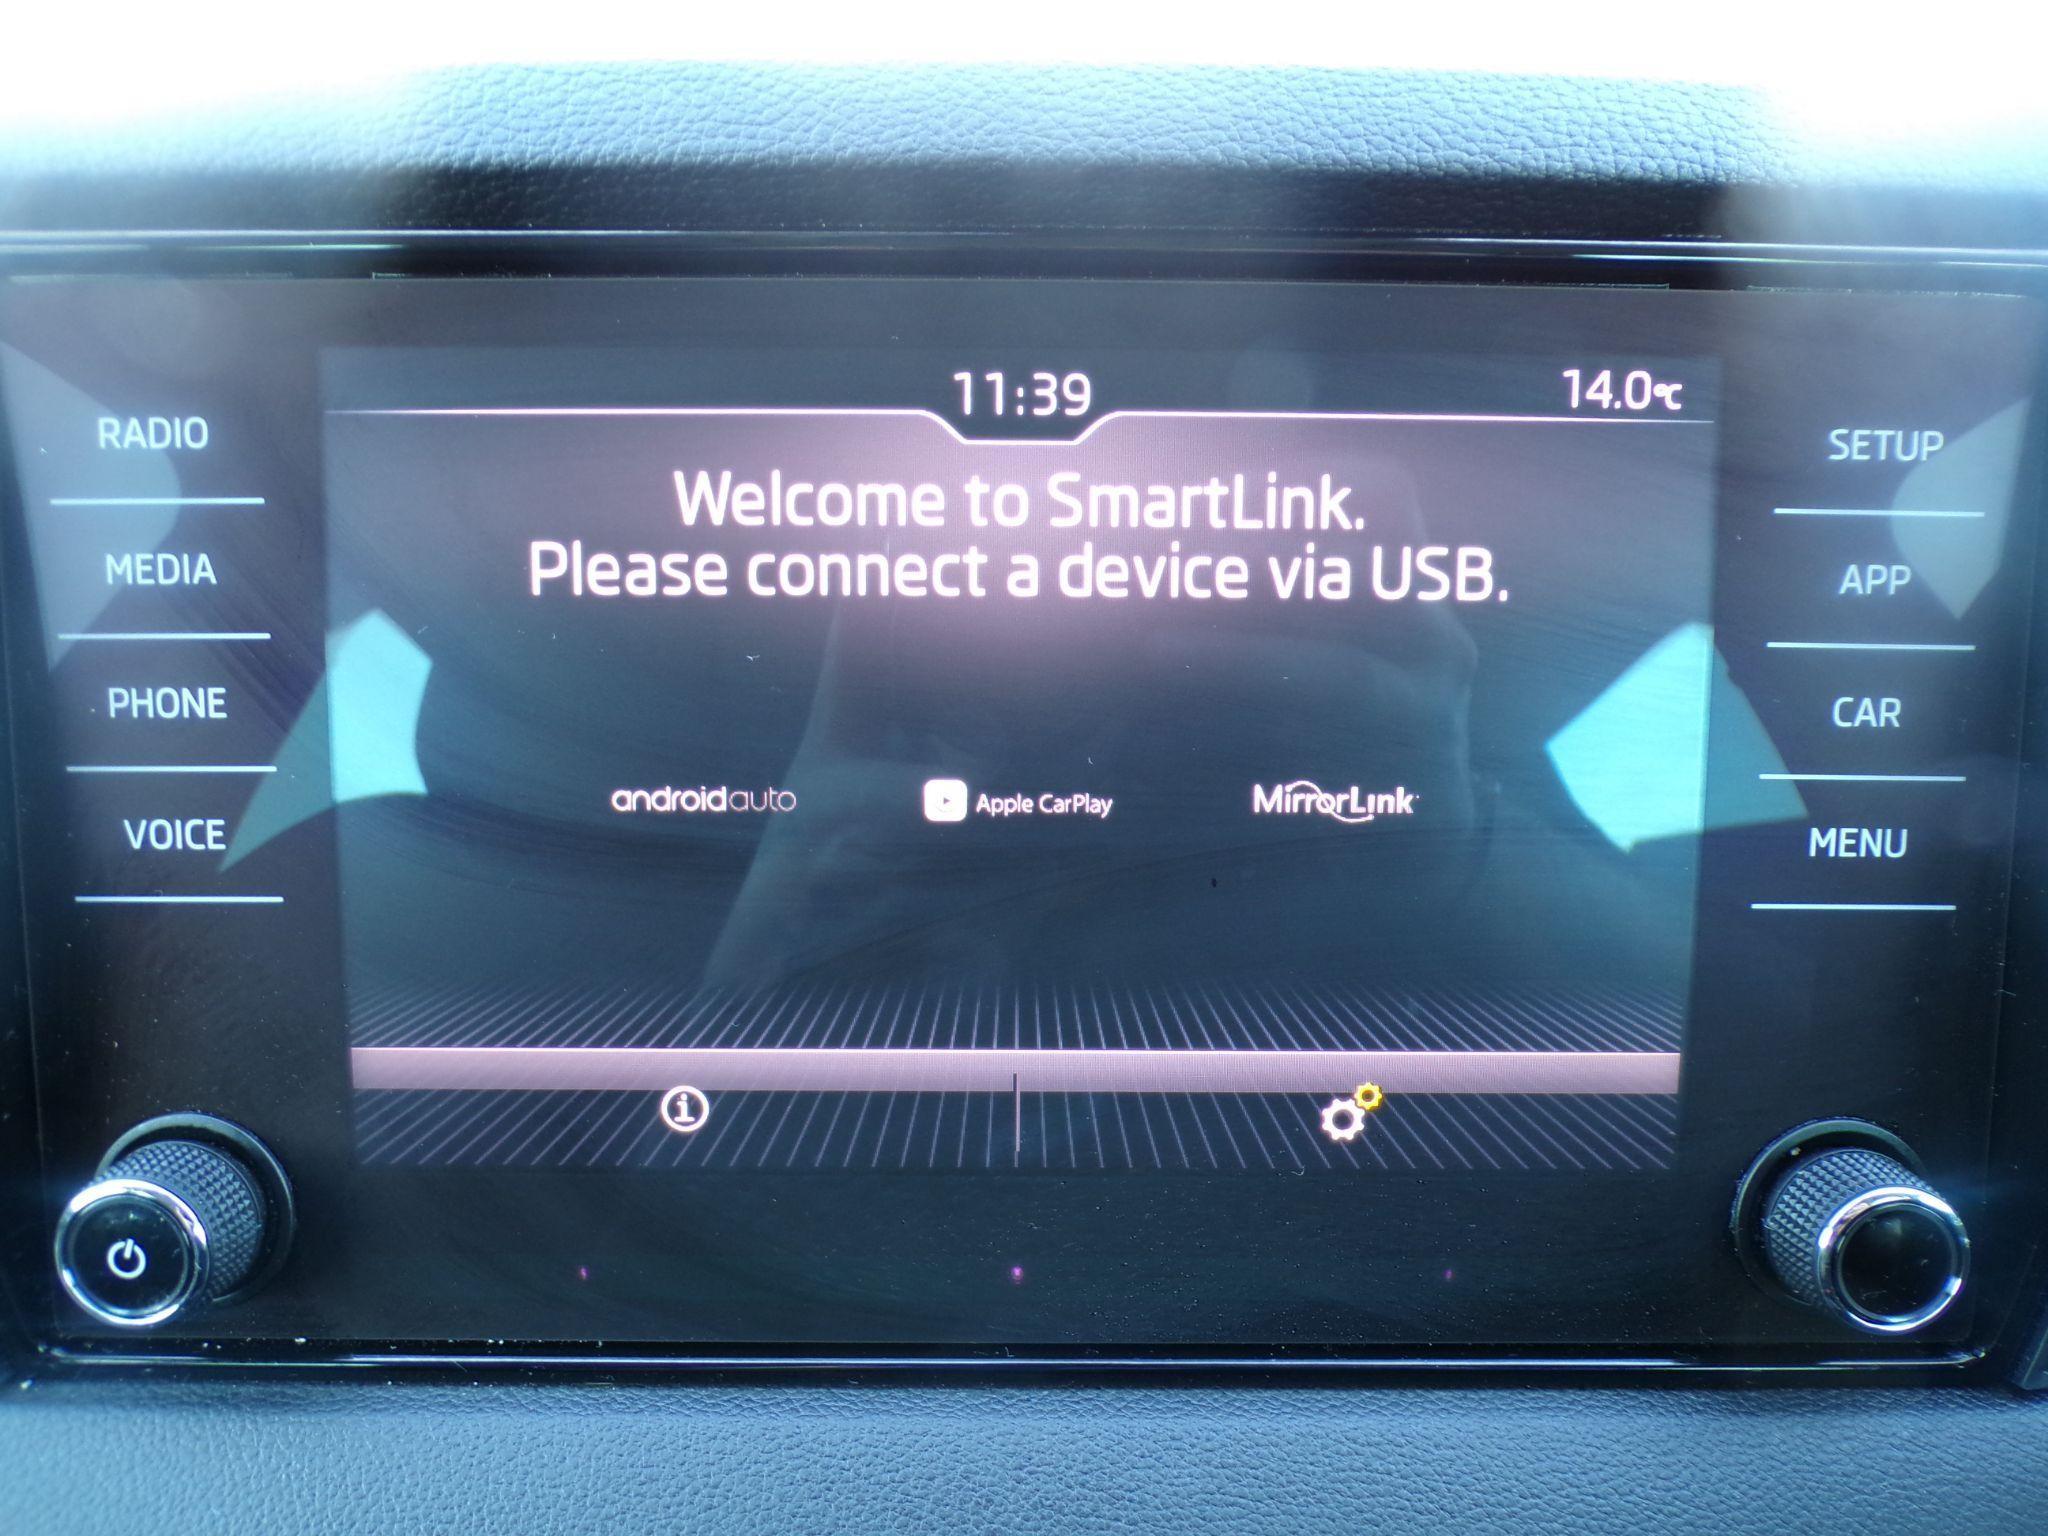 11:39
14.0°C
Welcome to SmartLink.
Please connect a device via USB.
androidauto
Apple CarPlay
MirrorLink
RADIO
MEDIA
PHONE
VOICE
SETUP
APP
CAR
MENU